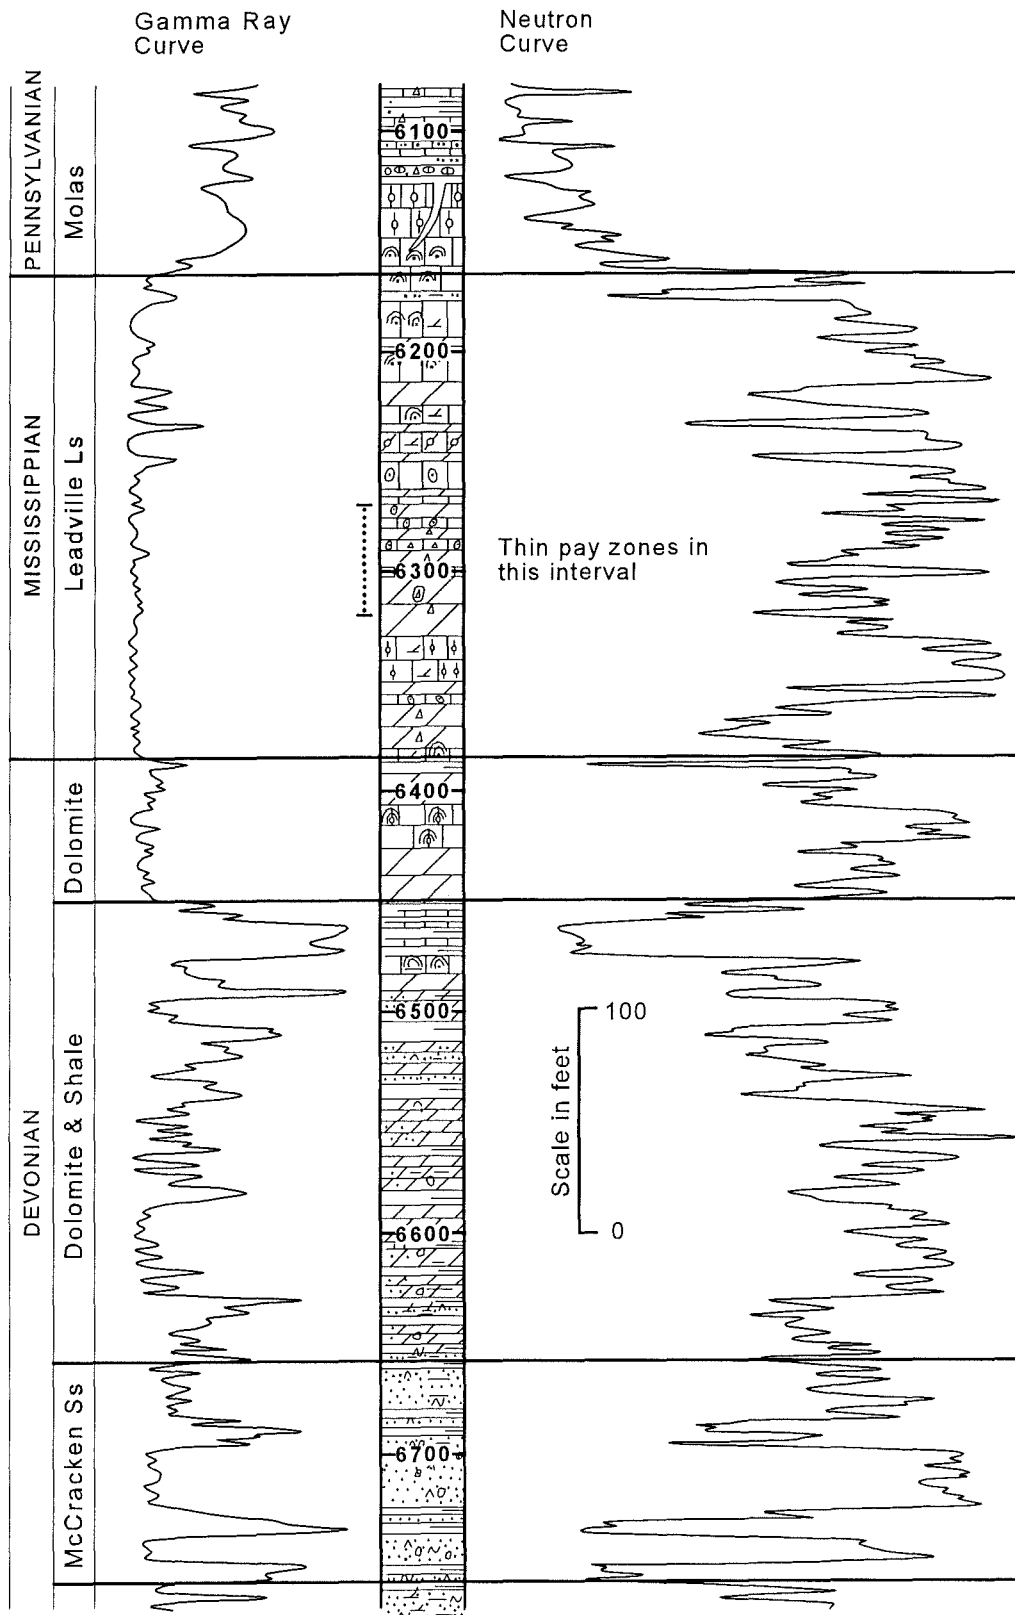 Gamma Ray
Curve
Neutron
Curve
PENNSYLVANIAN
Molas
6100
MISSISSIPPIAN
Leadville Ls
6200
Thin pay zones in
this interval
6300
Dolomite
6400
DEVONIAN
Dolomite & Shale
6500
100
Scale in feet
0
6600
McCracken Ss
6700